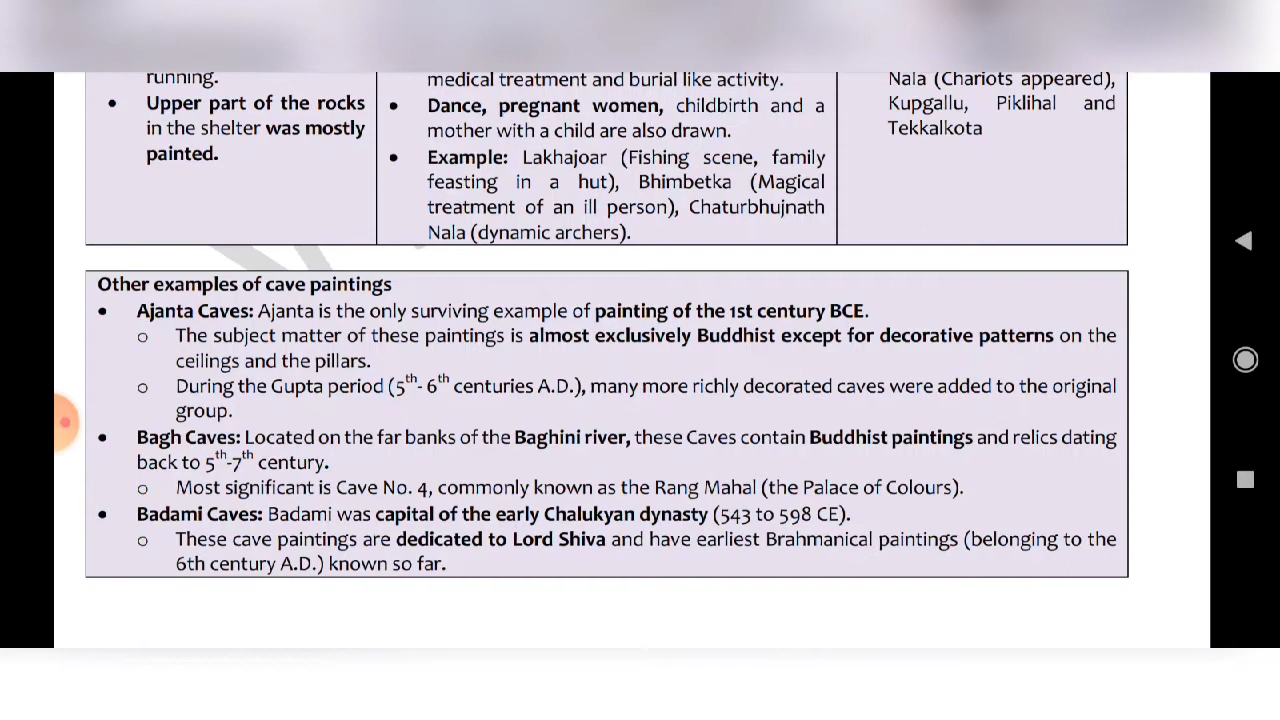 running.
• Upper part of the rocks
in the shelter was mostly
painted.
medical treatment and burial like activity.
• Dance, pregnant women, childbirth and a
mother with a child are also drawn.
• Example: Lakhajoar (Fishing scene, family
feasting in a hut), Bhimbetka (Magical
treatment of an ill person), Chaturbhujnath
Nala (dynamic archers).
Nala (Chariots appeared),
Kupgallu, Piklihal and
Tekkalkota
Other examples of cave paintings
• Ajanta Caves: Ajanta is the only surviving example of painting of the 1st century BCE.
o The subject matter of these paintings is almost exclusively Buddhist except for decorative patterns on the
ceilings and the pillars.
o During the Gupta period (5th- 6th centuries A.D.), many more richly decorated caves were added to the original
group.
• Bagh Caves: Located on the far banks of the Baghini river, these Caves contain Buddhist paintings and relics dating
back to 5th-7th century.
o Most significant is Cave No. 4, commonly known as the Rang Mahal (the Palace of Colours).
• Badami Caves: Badami was capital of the early Chalukyan dynasty (543 to 598 CE).
o These cave paintings are dedicated to Lord Shiva and have earliest Brahmanical paintings (belonging to the
6th century A.D.) known so far.